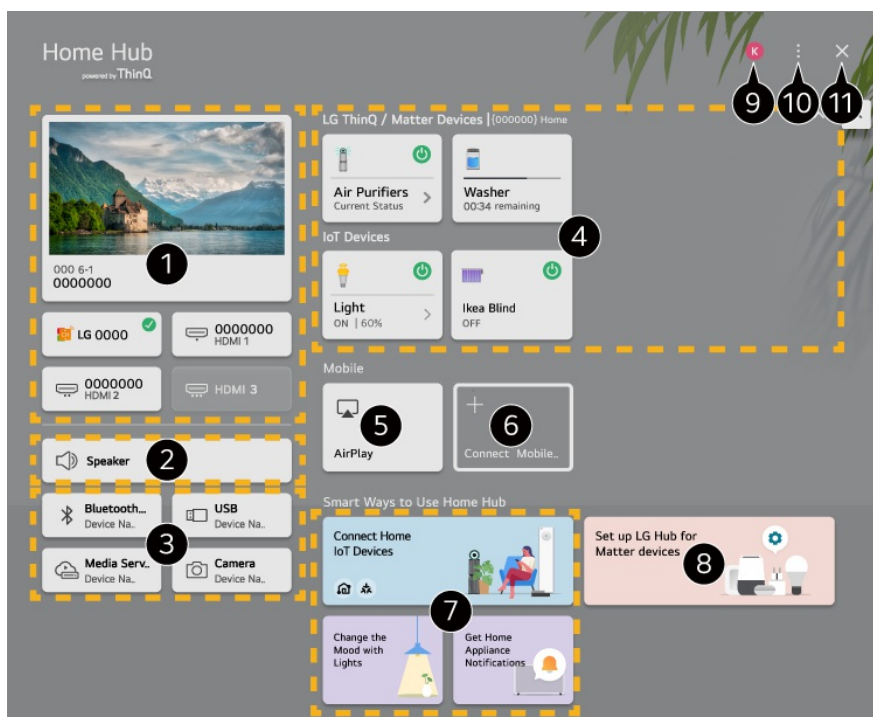 Home Hub
powered by ThinQ
K
9
10
11
LG ThinQ / Matter Devices | {000000} Home
Air Purifiers
Current Status
Washer
00:34 remaining
4
IoT Devices
Light
ON | 60%
Ikea Blind
OFF
1
000 6-1
0000000
LG 0000
0000000
HDMI 1
0000000
HDMI 2
HDMI 3
Mobile
5
AirPlay
6
Connect Mobile..
Speaker
2
Bluetooth...
Device Na..
USB
Device Na..
3
Media Serv..
Device Na..
Camera
Device Na..
Smart Ways to Use Home Hub
Connect Home
IoT Devices
Set up LG Hub for
Matter devices
8
7
Change the
Mood with
Lights
Get Home
Appliance
Notifications